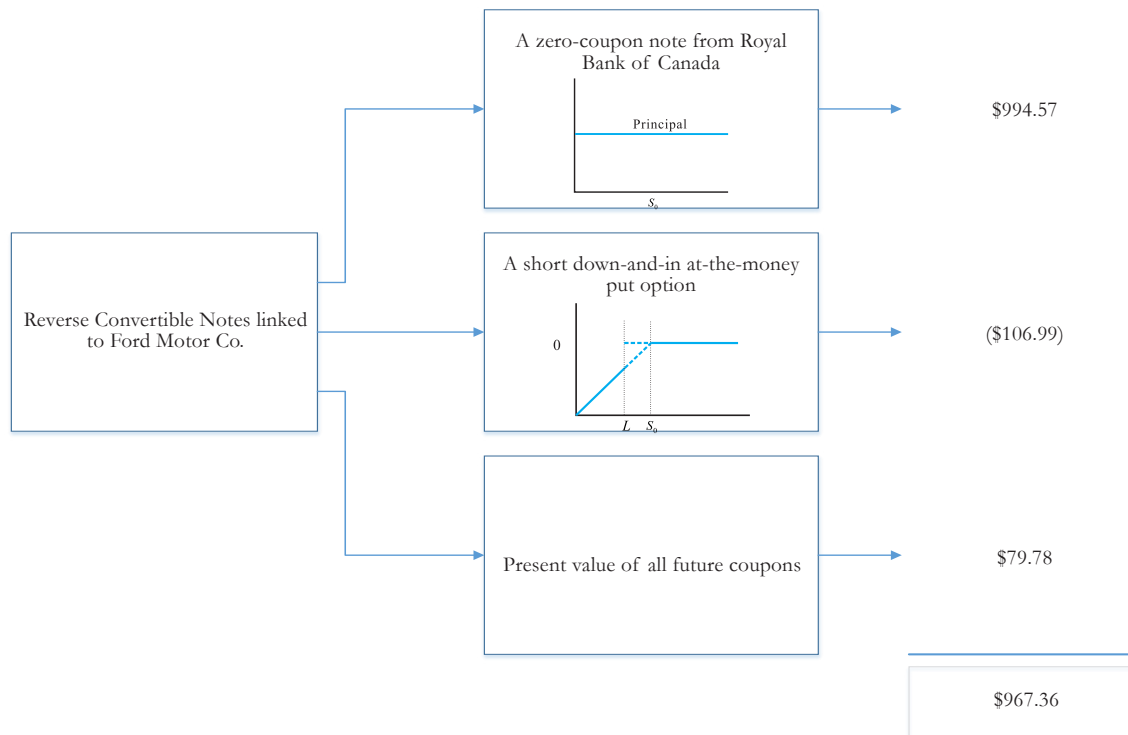 A zero-coupon note from Royal
Bank of Canada
Principal
S₀
$994.57
Reverse Convertible Notes linked
to Ford Motor Co.
A short down-and-in at-the-money
put option
0
L S₀
($106.99)
Present value of all future coupons
$79.78
$967.36